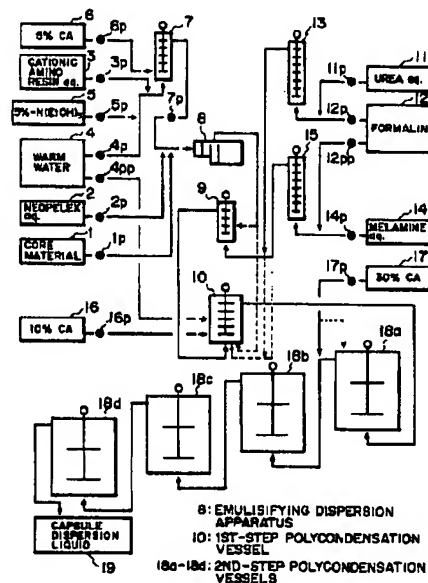 6
5% CA
6p
7
CATIONIC
AMINO
RESIN aq.
3
3p
5
5%-N(EtOH)3
5p
7p
4
WARM
WATER
4p
4pp
8
2
NEOPELEX
aq.
2p
9
1
CORE
MATERIAL
1p
10
16
10% CA
16p
13
11
11p
UREA aq.
12
12p
FORMALIN
12pp
15
14
14p
MELAMINE
aq.
17
17p
30% CA
18a
18b
18c
18d
CAPSULE
DISPERSION
LIQUID
19
8: EMULISIFYING DISPERSION
APPARATUS
10: 1ST-STEP POLYCONDENSATION
VESSEL
18a-18d: 2ND-STEP POLYCONDENSATION
VESSELS